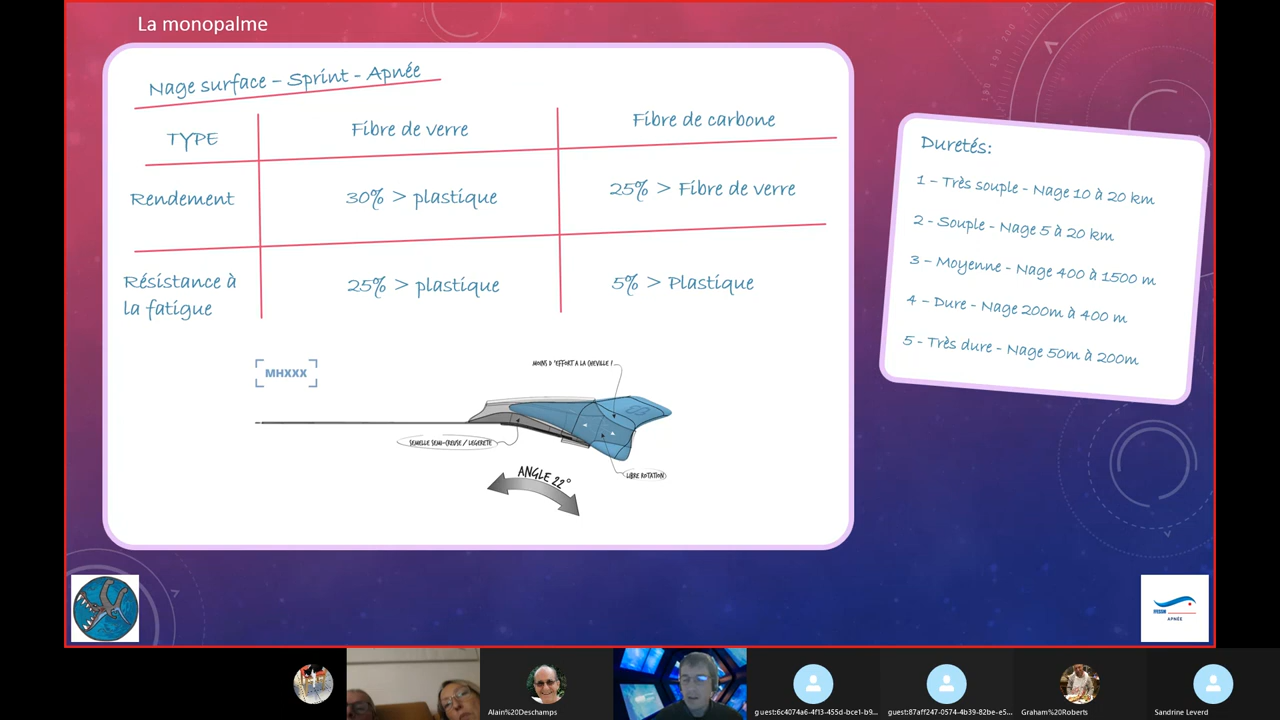 La monopalme
Nage surface – Sprint - Apnée
TYPE
Fibre de verre
Fibre de carbone
Rendement
30% > plastique
25% > Fibre de verre
Résistance à
la fatigue
25% > plastique
5% > Plastique
MHXXX
MOINS D 'EFFORT A LA CHEVILLE !
SEMELLE SEMI-CREUSE / LEGERETE
LIBRE ROTATION
ANGLE 22°
Duretés:
1 – Très souple - Nage 10 à 20 km
2 - Souple - Nage 5 à 20 km
3 – Moyenne - Nage 400 à 1500 m
4 – Dure - Nage 200m à 400 m
5 - Très dure - Nage 50m à 200m
FFESSM
APNÉE
Alain%20Deschamps
guest:6c4074a6-4f13-455d-bce1-b9...
guest:87aff247-0574-4b39-82be-e5...
Graham%20Roberts
Sandrine Leverd